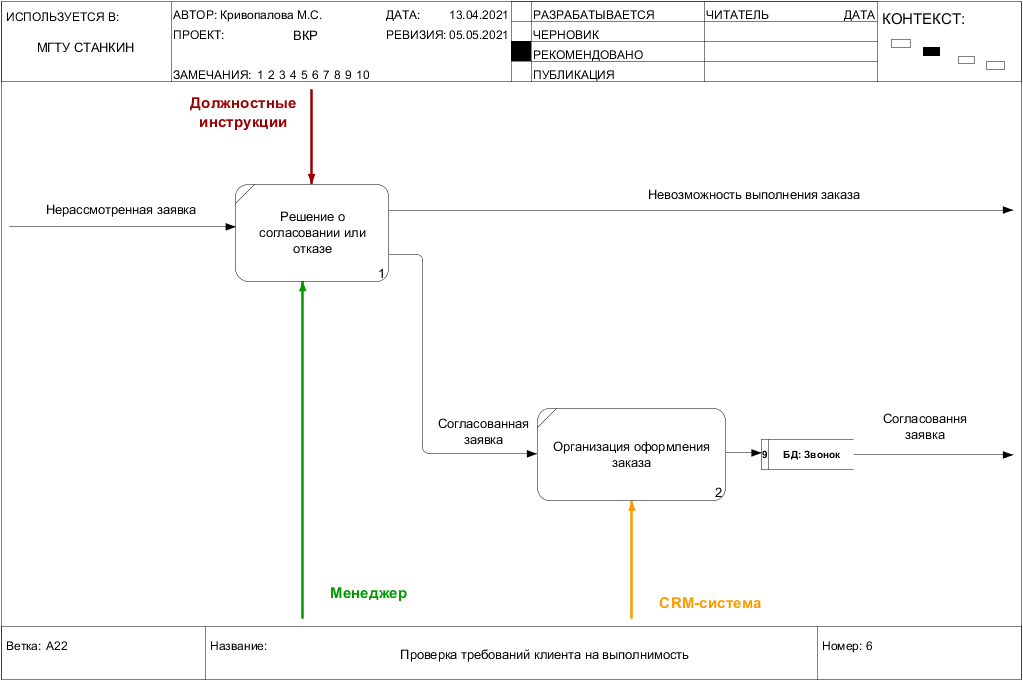 ИСПОЛЬЗУЕТСЯ В:
МГТУ СТАНКИН
АВТОР: Кривопалова М.С.
ДАТА: 13.04.2021
ПРОЕКТ: ВКР
РЕВИЗИЯ: 05.05.2021
ЗАМЕЧАНИЯ: 1 2 3 4 5 6 7 8 9 10
РАЗРАБАТЫВАЕТСЯ
ЧЕРНОВИК
РЕКОМЕНДОВАНО
ПУБЛИКАЦИЯ
ЧИТАТЕЛЬ ДАТА
КОНТЕКСТ:
Должностные
инструкции
Нерассмотренная заявка
Решение о
согласовании или
отказе
1
Невозможность выполнения заказа
Согласованная
заявка
Организация оформления
заказа
2
9 БД: Звонок
Согласовання
заявка
Менеджер
CRM-система
Ветка: A22
Название:
Проверка требований клиента на выполнимость
Номер: 6